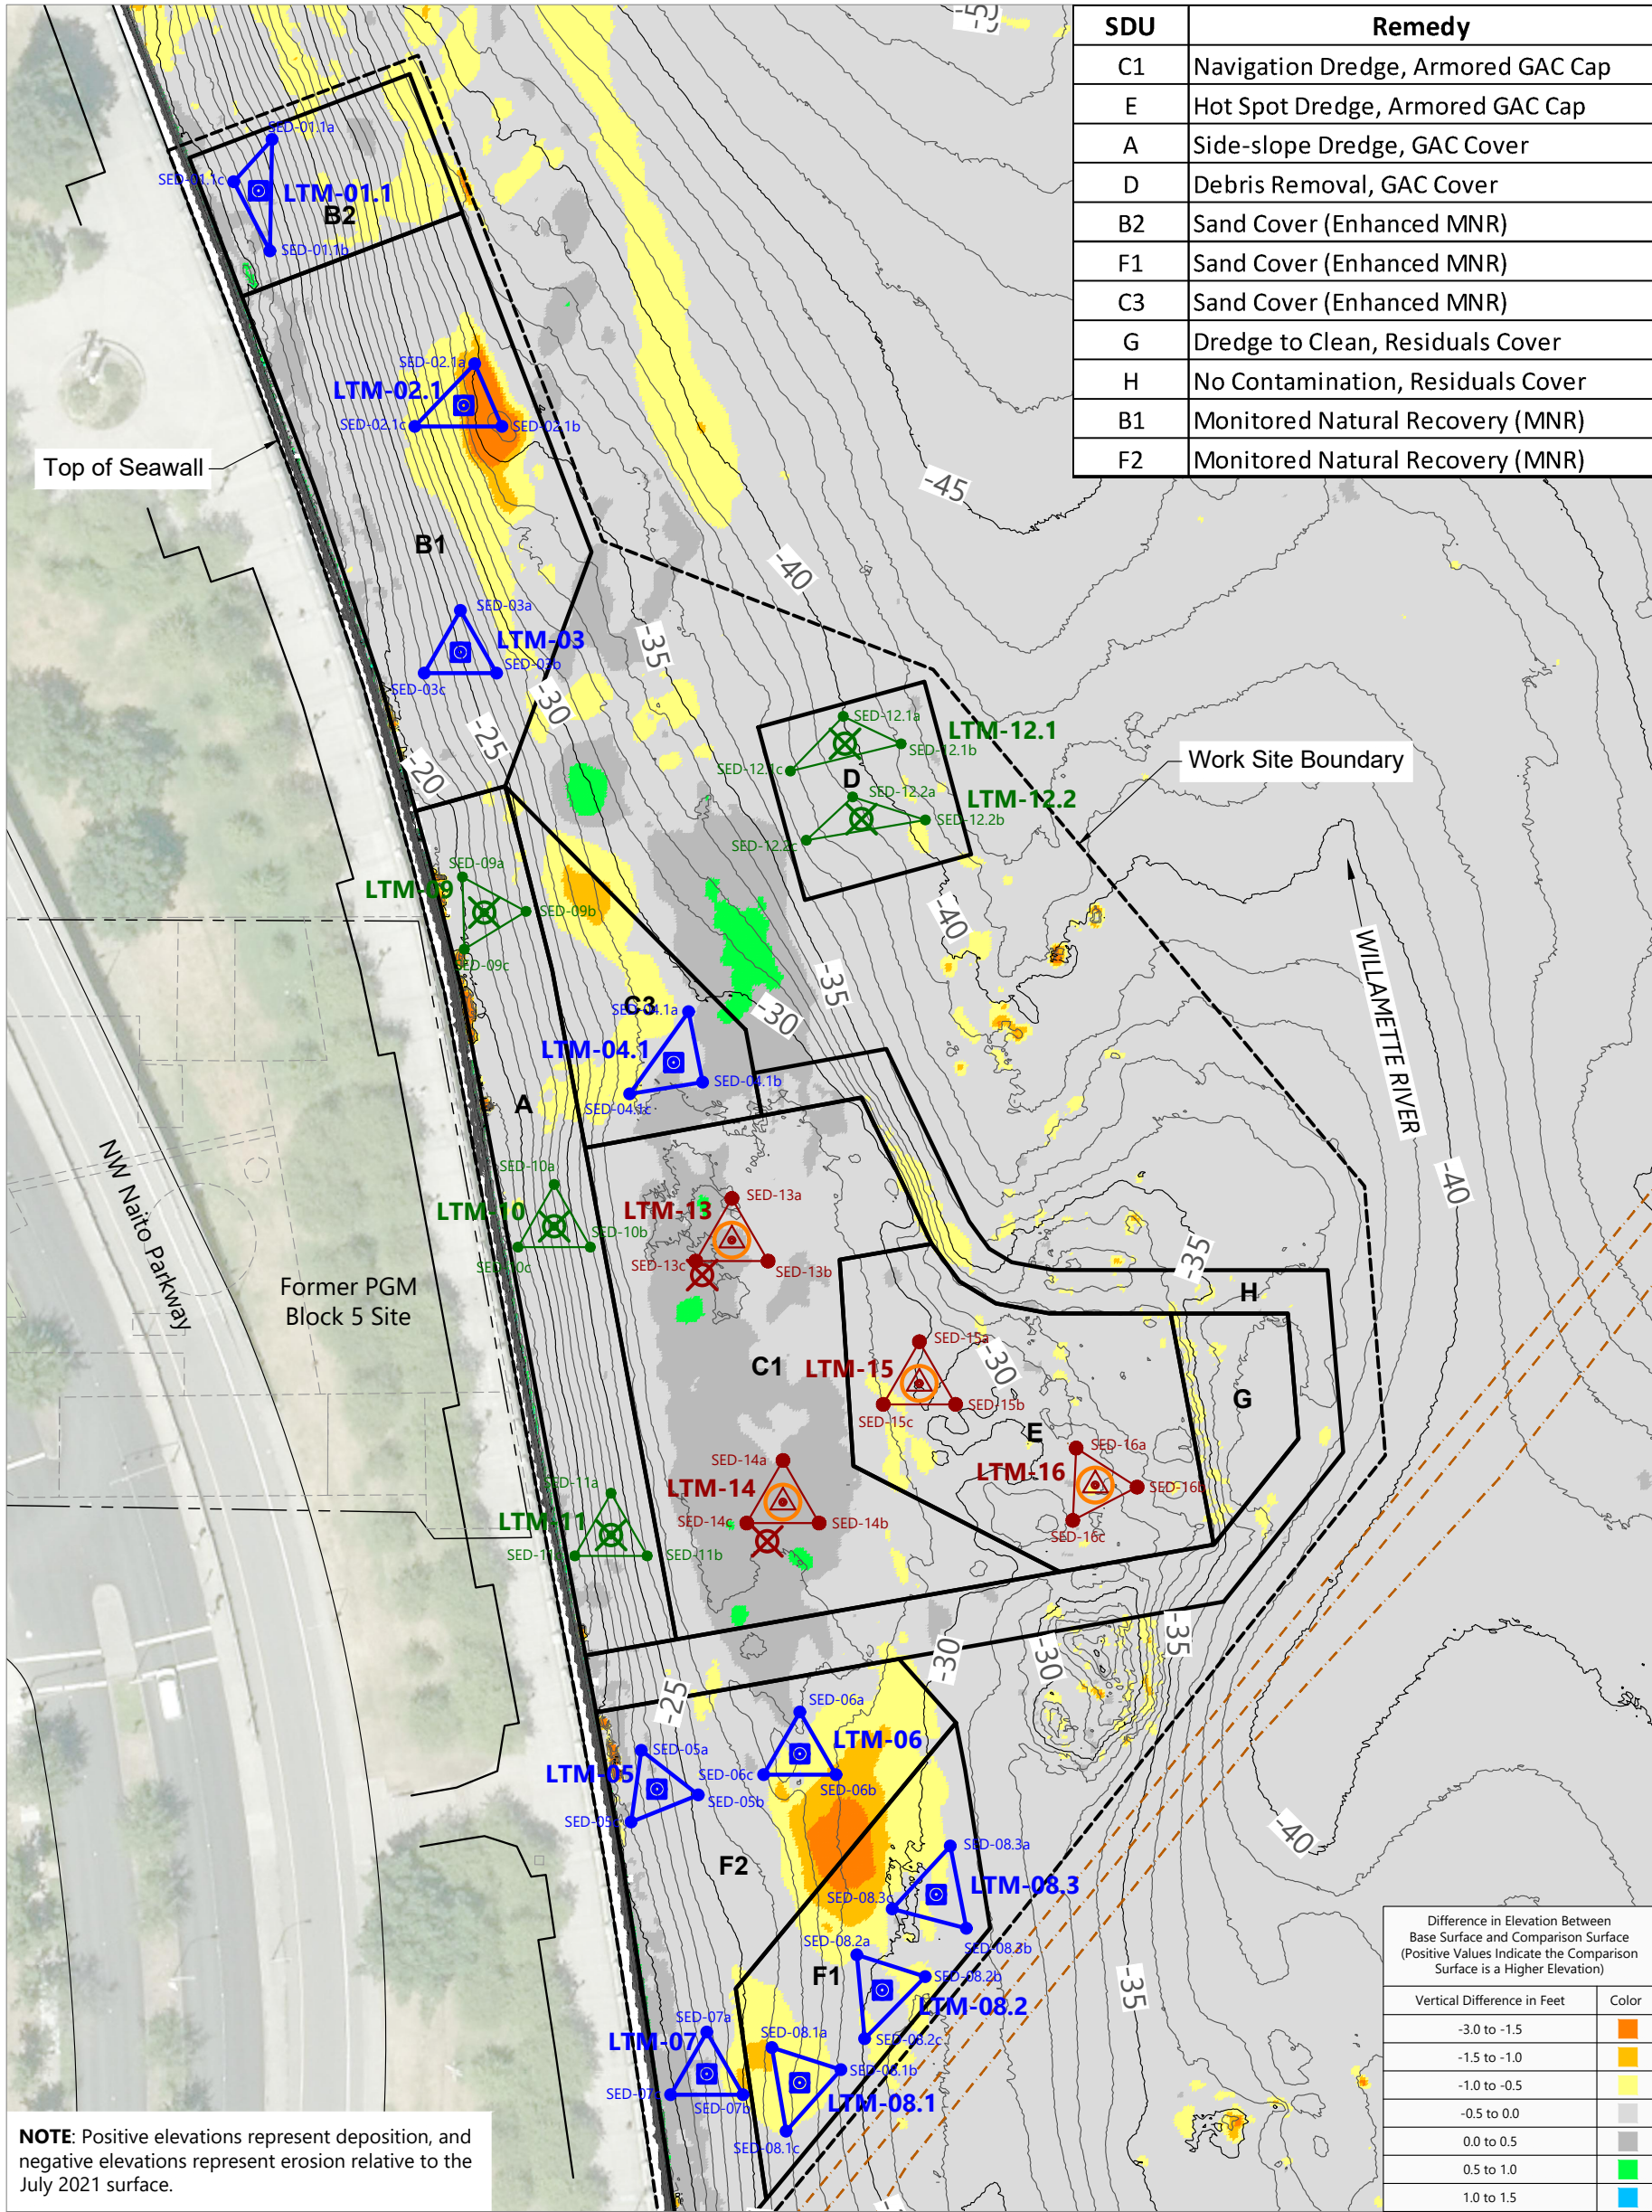 SDU Remedy
C1 Navigation Dredge, Armored GAC Cap
E Hot Spot Dredge, Armored GAC Cap
A Side-slope Dredge, GAC Cover
D Debris Removal, GAC Cover
B2 Sand Cover (Enhanced MNR)
F1 Sand Cover (Enhanced MNR)
C3 Sand Cover (Enhanced MNR)
G Dredge to Clean, Residuals Cover
H No Contamination, Residuals Cover
B1 Monitored Natural Recovery (MNR)
F2 Monitored Natural Recovery (MNR)
SED-01.1a
SED-01.1c
LTM-01.1
B2
SED-01.1b
SED-02.1a
LTM-02.1
SED-02.1c
SED-02.1b
Top of Seawall
-45
B1
-40
SED-03a
LTM-03
SED-03b
SED-03c
-35
-30
-25
-20
SED-12.1a
LTM-12.1
SED-12.1b
SED-12.1c
D
SED-12.2a
LTM-12.2
SED-12.2b
SED-12.2c
Work Site Boundary
SED-09a
LTM-09
SED-09b
SED-09c
-40
-35
-30
WILLAMETTE RIVER
C3
SED-04.1a
LTM-04.1
SED-04.1b
SED-04.1c
A
NW Naito Parkway
SED-10a
LTM-10
SED-10b
SED-10c
SED-13a
LTM-13
SED-13c
SED-13b
-40
-35
H
Former PGM
Block 5 Site
C1
SED-15a
LTM-15
SED-15b
SED-15c
-30
G
E
SED-16a
LTM-16
SED-16b
SED-16c
SED-14a
LTM-14
SED-14c
SED-14b
SED-11a
LTM-11
SED-11b
-30
-30
-35
-25
SED-06a
LTM-06
SED-06c
SED-06b
SED-05a
LTM-05
SED-05b
-40
F2
SED-08.3a
LTM-08.3
SED-08.3c
SED-08.3b
SED-08.2a
F1
SED-08.2b
LTM-08.2
SED-08.2c
-35
SED-07a
LTM-07
SED-07b
SED-08.1a
SED-08.1b
LTM-08.1
SED-08.1c
NOTE: Positive elevations represent deposition, and
negative elevations represent erosion relative to the
July 2021 surface.
Difference in Elevation Between
Base Surface and Comparison Surface
(Positive Values Indicate the Comparison
Surface is a Higher Elevation)
Vertical Difference in Feet Color
-3.0 to -1.5
-1.5 to -1.0
-1.0 to -0.5
-0.5 to 0.0
0.0 to 0.5
0.5 to 1.0
1.0 to 1.5